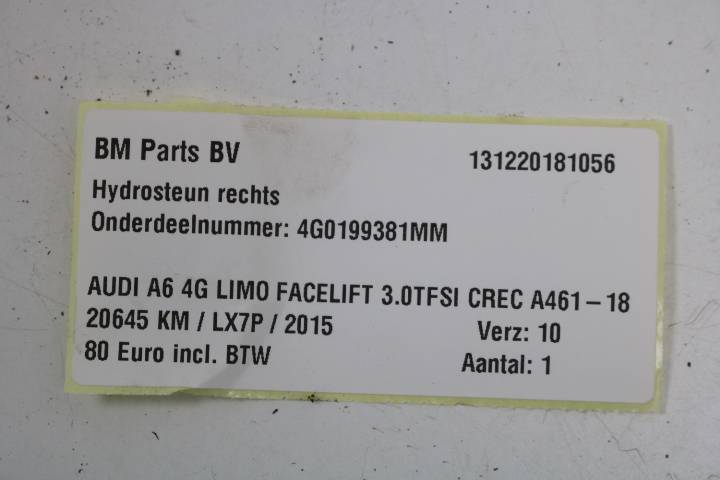 BM Parts BV 131220181056
Hydrosteun rechts
Onderdeelnummer: 4G0199381MM
AUDI A6 4G LIMO FACELIFT 3.0TFSI CREC A461-18
20645 KM / LX7P / 2015 Verz: 10
80 Euro incl. BTW Aantal: 1